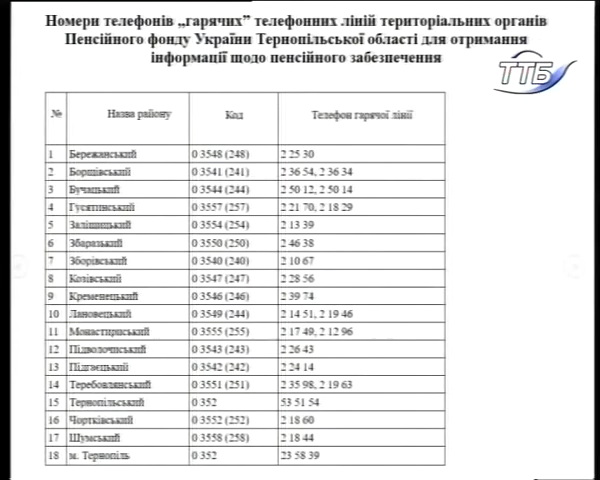 Номери телефонів „гарячих” телефонних ліній територіальних органів
Пенсійного фонду України Тернопільської області для отримання
інформації щодо пенсійного забезпечення
ТТБ
№ Назва району Код Телефон гарячої лінії
1 Бережанський 0 3548 (248) 2 25 30
2 Борщівський 0 3541 (241) 2 36 54, 2 36 34
3 Бучацький 0 3544 (244) 2 50 12, 2 50 14
4 Гусятинський 0 3557 (257) 2 21 70, 2 18 29
5 Заліщицький 0 3554 (254) 2 13 39
6 Збаразький 0 3550 (250) 2 46 38
7 Зборівський 0 3540 (240) 2 10 67
8 Козівський 0 3547 (247) 2 28 56
9 Кременецький 0 3546 (246) 2 39 74
10 Лановецький 0 3549 (244) 2 14 51, 2 19 46
11 Монастириський 0 3555 (255) 2 17 49, 2 12 96
12 Підволочиський 0 3543 (243) 2 26 43
13 Підгаєцький 0 3542 (242) 2 24 14
14 Теребовлянський 0 3551 (251) 2 35 98, 2 19 63
15 Тернопільський 0 352 53 51 54
16 Чортківський 0 3552 (252) 2 18 60
17 Шумський 0 3558 (258) 2 18 44
18 м. Тернопіль 0 352 23 58 39